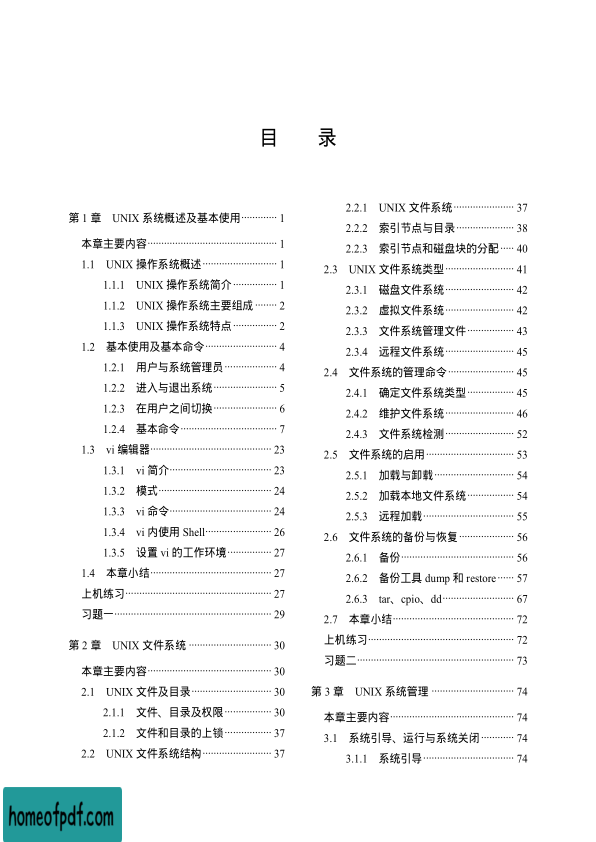 目 录
第 1 章 UNIX 系统概述及基本使用············· 1
本章主要内容················································ 1
1.1 UNIX 操作系统概述··························· 1
1.1.1 UNIX 操作系统简介················ 1
1.1.2 UNIX 操作系统主要组成········ 2
1.1.3 UNIX 操作系统特点················ 2
1.2 基本使用及基本命令·························· 4
1.2.1 用户与系统管理员··················· 4
1.2.2 进入与退出系统······················· 5
1.2.3 在用户之间切换······················· 6
1.2.4 基本命令··································· 7
1.3 vi 编辑器············································ 23
1.3.1 vi 简介····································· 23
1.3.2 模式········································· 24
1.3.3 vi 命令····································· 24
1.3.4 vi 内使用 Shell························ 26
1.3.5 设置 vi 的工作环境················ 27
1.4 本章小结············································ 27
上机练习····················································· 27
习题一························································· 29
第 2 章 UNIX 文件系统 ······························ 30
本章主要内容············································· 30
2.1 UNIX 文件及目录····························· 30
2.1.1 文件、目录及权限················· 30
2.1.2 文件和目录的上锁················· 37
2.2 UNIX 文件系统结构························· 37
2.2.1 UNIX 文件系统······················ 37
2.2.2 索引节点与目录····················· 38
2.2.3 索引节点和磁盘块的分配····· 40
2.3 UNIX 文件系统类型························· 41
2.3.1 磁盘文件系统························· 42
2.3.2 虚拟文件系统························· 42
2.3.3 文件系统管理文件················· 43
2.3.4 远程文件系统························· 45
2.4 文件系统的管理命令························ 45
2.4.1 确定文件系统类型················· 45
2.4.2 维护文件系统························· 46
2.4.3 文件系统检测························· 52
2.5 文件系统的启用································ 53
2.5.1 加载与卸载····························· 54
2.5.2 加载本地文件系统················· 54
2.5.3 远程加载································· 55
2.6 文件系统的备份与恢复···················· 56
2.6.1 备份········································· 56
2.6.2 备份工具 dump 和 restore······ 57
2.6.3 tar、cpio、dd·························· 67
2.7 本章小结············································ 72
上机练习····················································· 72
习题二························································· 73
第 3 章 UNIX 系统管理 ······························ 74
本章主要内容············································· 74
3.1 系统引导、运行与系统关闭············ 74
3.1.1 系统引导································· 74
homeofpdf.com